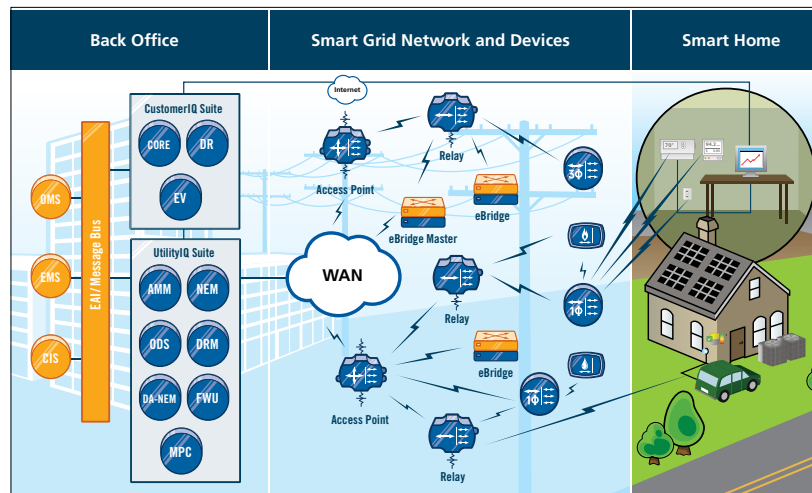 Back Office
Smart Grid Network and Devices
Smart Home
CustomerIQ Suite
CORE
DR
EV
OMS
EMS
CIS
EAI / Message Bus
UtilityIQ Suite
AMM
NEM
ODS
DRM
DA-NEM
FWU
MPC
Internet
Access Point
Relay
3Φ
eBridge
eBridge Master
WAN
Relay
1Φ
eBridge
Access Point
1Φ
Relay
70°